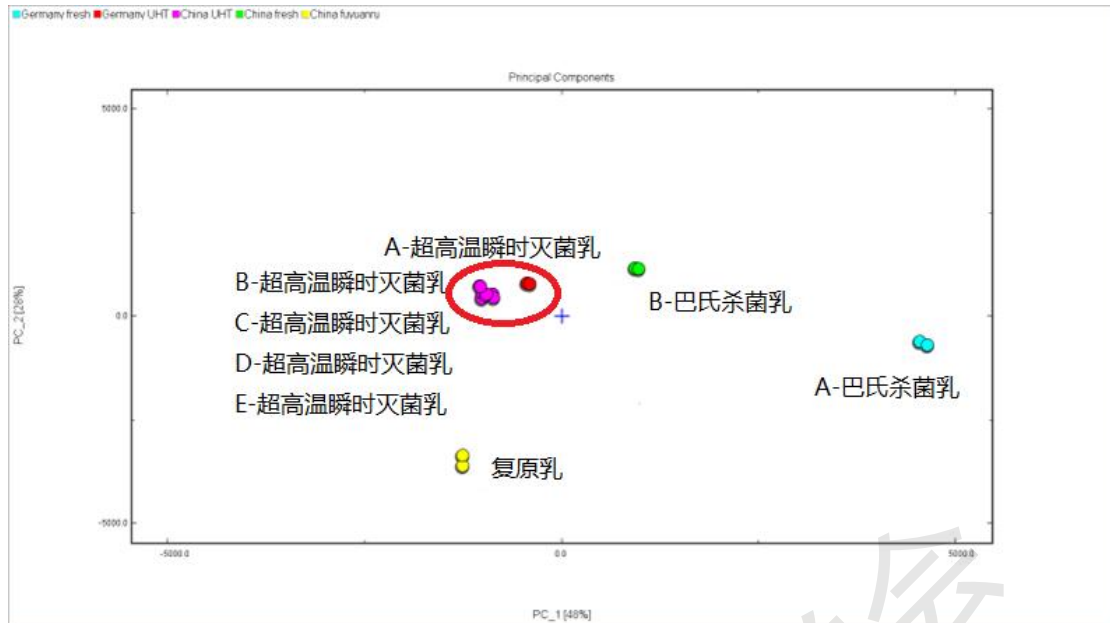 Germany fresh Germany UHT China UHT China fresh China fuyuanru
Principal Components
5000.0
A-超高温瞬时灭菌乳
B-超高温瞬时灭菌乳
B-巴氏杀菌乳
0.0
C-超高温瞬时灭菌乳
PC_2 [28%]
D-超高温瞬时灭菌乳
A-巴氏杀菌乳
E-超高温瞬时灭菌乳
复原乳
-5000.0
-5000.0 0.0 5000.0
PC_1 [48%]
会